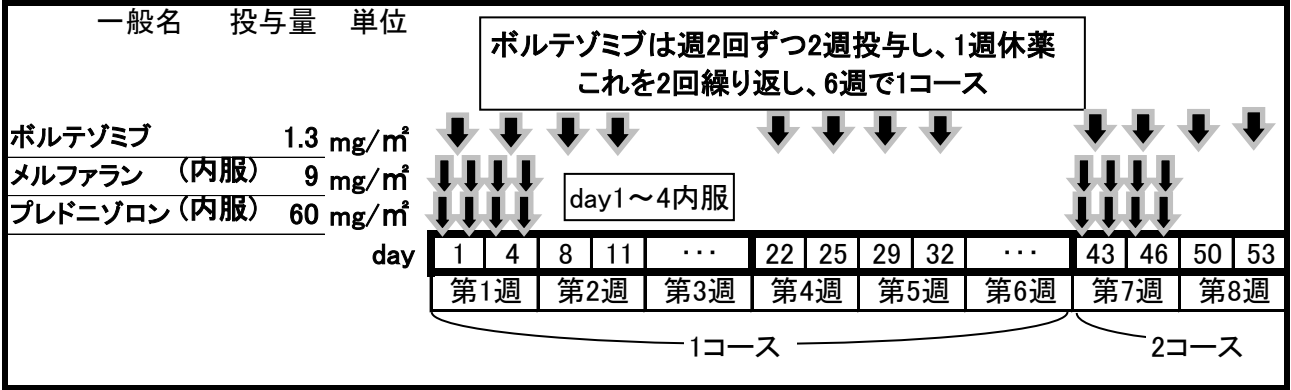 一般名 投与量 単位
ボルテゾミブは週2回ずつ2週投与し、1週休薬
これを2回繰り返し、6週で1コース
ボルテゾミブ 1.3 mg/㎡
メルファラン (内服) 9 mg/㎡
プレドニゾロン (内服) 60 mg/㎡
day1～4内服
day 1 4 8 11 ･･･ 22 25 29 32 ･･･ 43 46 50 53
第1週 第2週 第3週 第4週 第5週 第6週 第7週 第8週
1コース 2コース